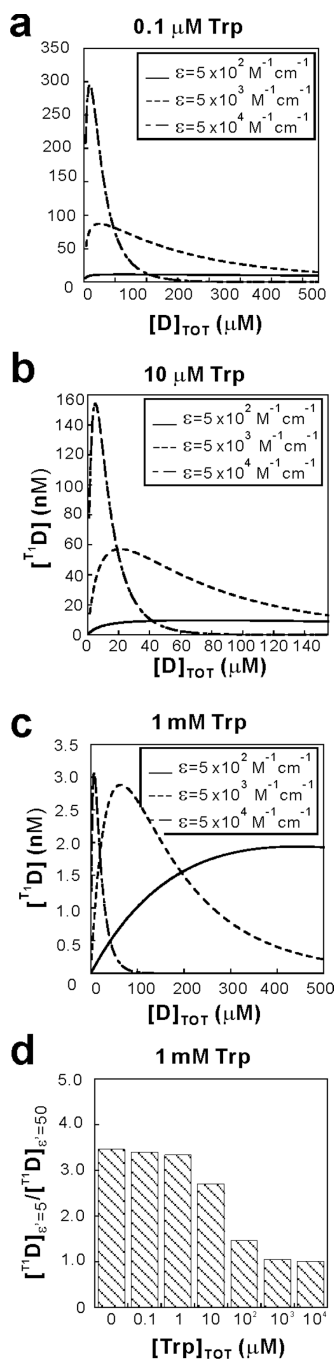 a
0.1 μM Trp
350
300
250
200
150
100
50
0
ε=5 x10² M⁻¹cm⁻¹
ε=5 x10³ M⁻¹cm⁻¹
ε=5 x10⁴ M⁻¹cm⁻¹
0 100 200 300 400 500
[D]TOT (μM)
b
10 μM Trp
[T₁D] (nM)
160
140
120
100
80
60
40
20
0
ε=5 x10² M⁻¹cm⁻¹
ε=5 x10³ M⁻¹cm⁻¹
ε=5 x10⁴ M⁻¹cm⁻¹
0 20 40 60 80 100 120 140
[D]TOT (μM)
c
1 mM Trp
[T₁D] (nM)
3.5
3.0
2.5
2.0
1.5
1.0
0.5
0
ε=5 x10² M⁻¹cm⁻¹
ε=5 x10³ M⁻¹cm⁻¹
ε=5 x10⁴ M⁻¹cm⁻¹
0 100 200 300 400 500
[D]TOT (μM)
d
1 mM Trp
[T₁D]ε'=5/[T₁D]ε'=50
5.0
4.0
3.0
2.0
1.0
0
0 0.1 1 10 10² 10³ 10⁴
[Trp]TOT (μM)